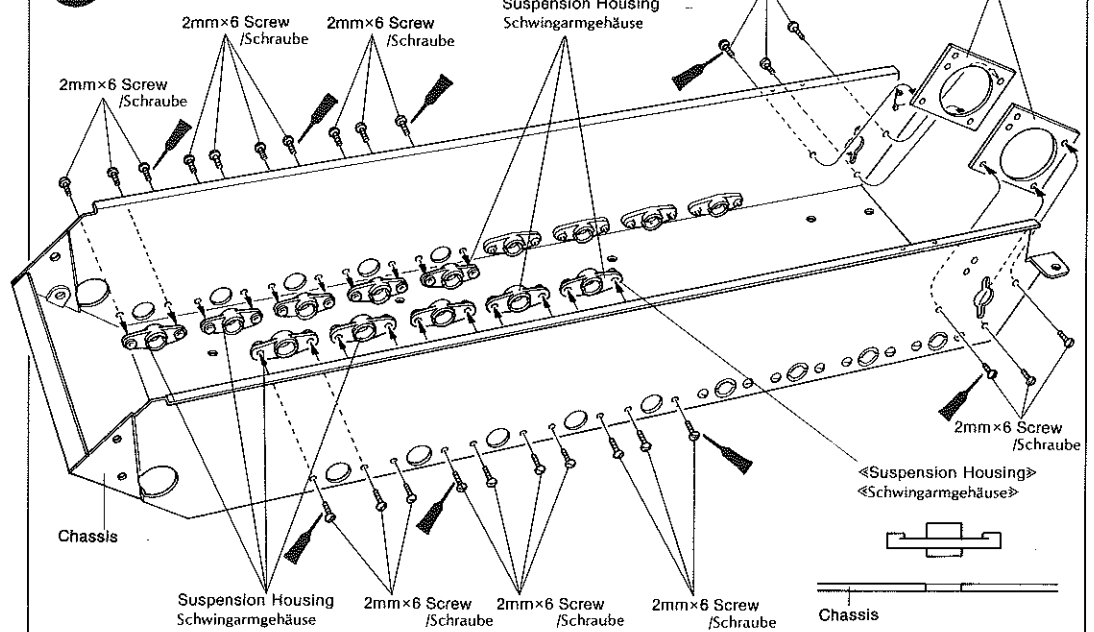 Suspension Housing
Schwingarmgehäuse
2mm×6 Screw
/Schraube
2mm×6 Screw
/Schraube
2mm×6 Screw
/Schraube
2mm×6 Screw
/Schraube
«Suspension Housing»
«Schwingarmgehäuse»
Chassis
Chassis
Suspension Housing
Schwingarmgehäuse
2mm×6 Screw
/Schraube
2mm×6 Screw
/Schraube
2mm×6 Screw
/Schraube